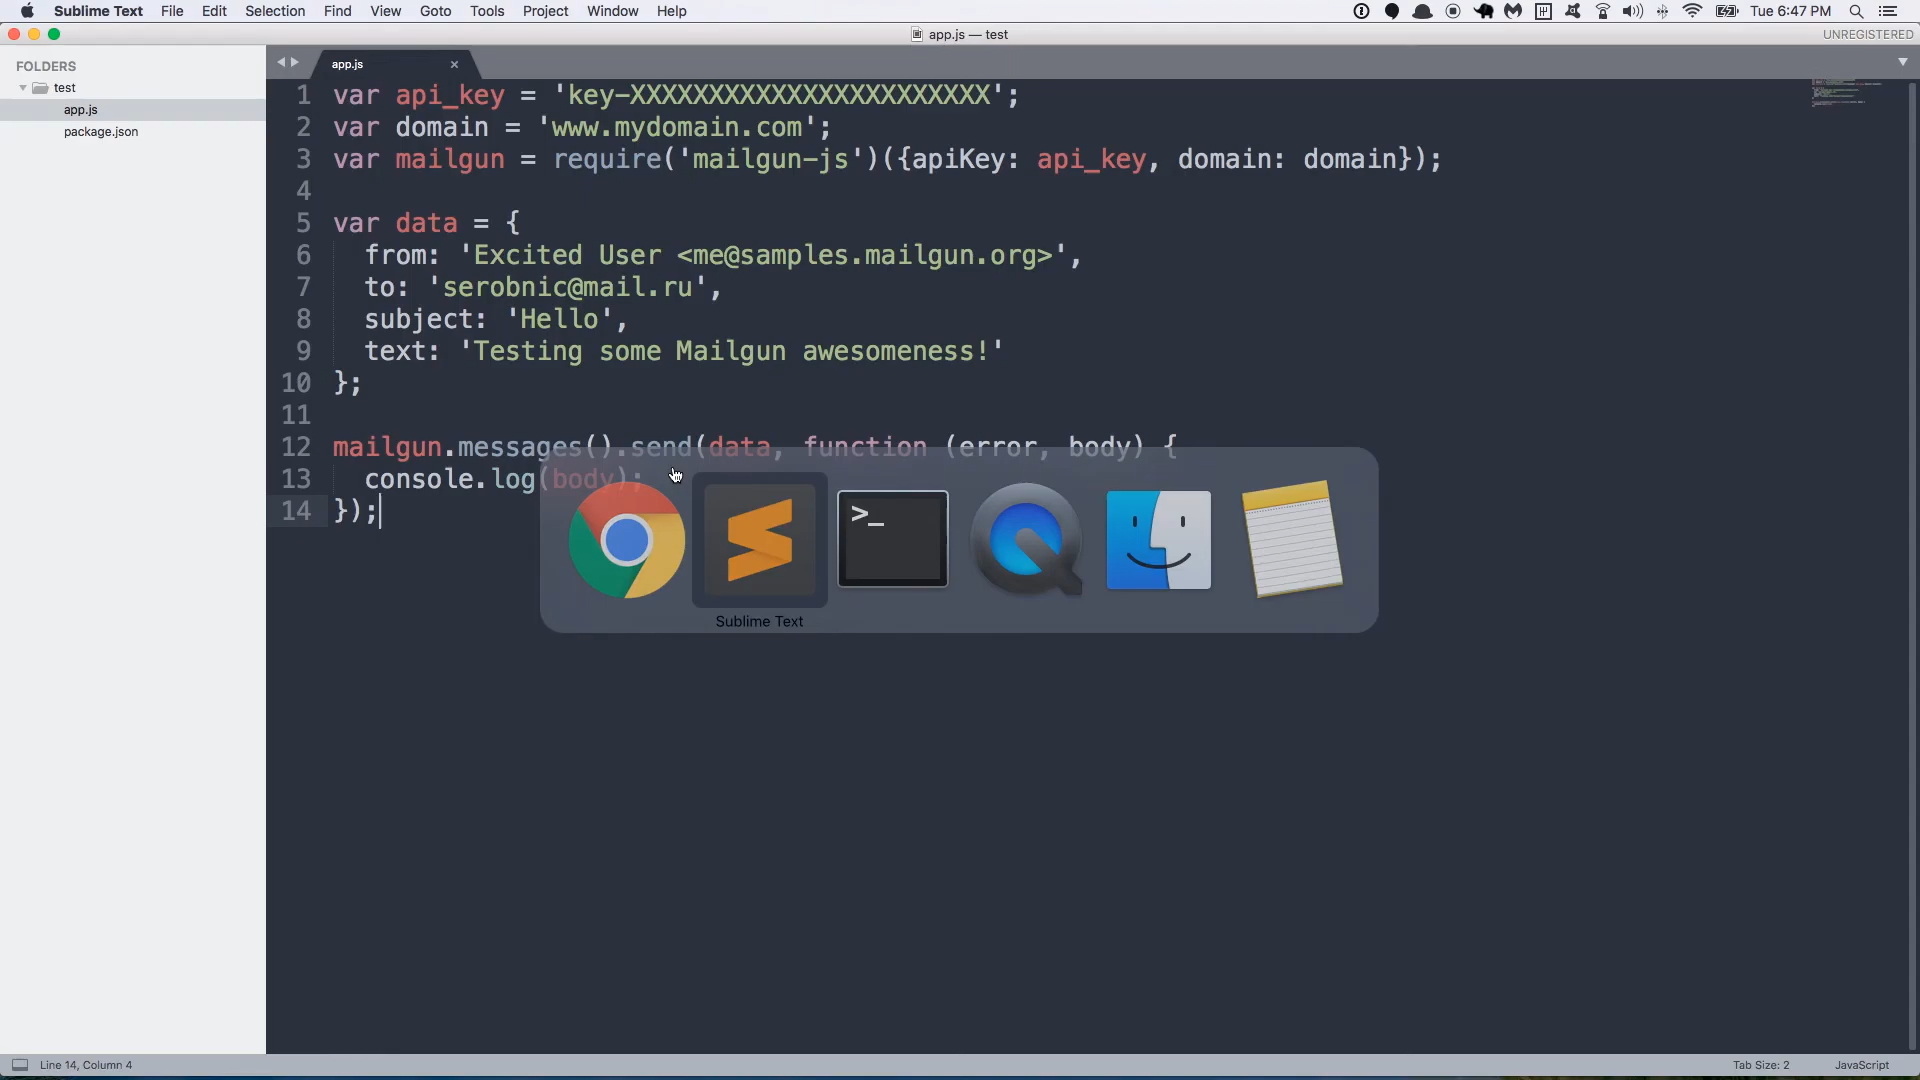 Sublime Text File Edit Selection Find View Goto Tools Project Window Help Tue 6:47 PM
app.js — test
UNREGISTERED
FOLDERS
test
app.js
package.json
app.js
1 var api_key = 'key-XXXXXXXXXXXXXXXXXXXXXXX';
2 var domain = 'www.mydomain.com';
3 var mailgun = require('mailgun-js')({apiKey: api_key, domain: domain});
4
5 var data = {
6 from: 'Excited User <me@samples.mailgun.org>',
7 to: 'serobnic@mail.ru',
8 subject: 'Hello',
9 text: 'Testing some Mailgun awesomeness!'
10 };
11
12 mailgun.messages().send(data, function (error, body) {
13 console.log(body);
14 });
>_
Sublime Text
Line 14, Column 4
Tab Size: 2
JavaScript